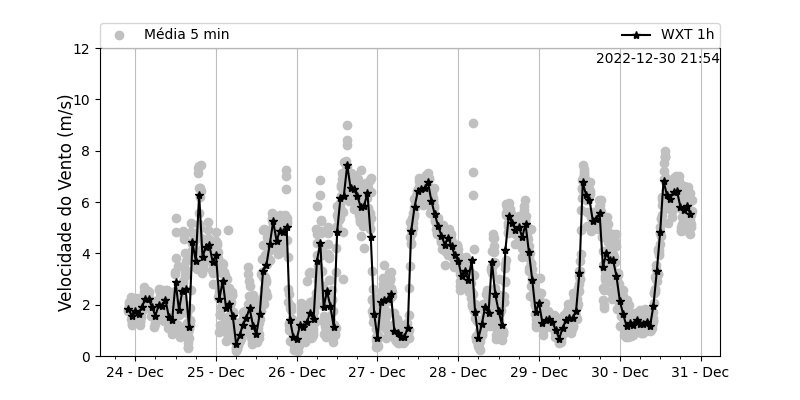 Média 5 min
WXT 1h
2022-12-30 21:54
Velocidade do Vento (m/s)
12
10
8
6
4
2
0
24 - Dec
25 - Dec
26 - Dec
27 - Dec
28 - Dec
29 - Dec
30 - Dec
31 - Dec